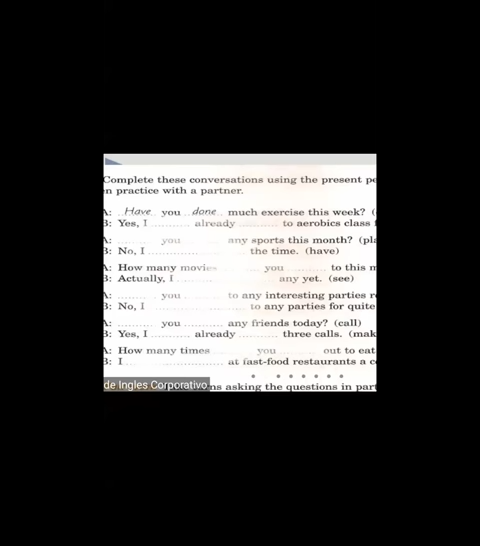 Complete these conversations using the present pe
n practice with a partner.
A: Have you done much exercise this week? (
B: Yes, I ........... already ........... to aerobics class
A: ........... you ........... any sports this month? (pla
B: No, I ........... the time. (have)
A: How many movies ........... you ........... to this m
B: Actually, I ........... any yet. (see)
A: ........... you ........... to any interesting parties r
B: No, I ........... to any parties for quite
A: ........... you ........... any friends today? (call)
B: Yes, I ........... already ........... three calls. (mak
A: How many times ........... you ........... out to eat
B: I ........... at fast-food restaurants a c
de Ingles Corporativo
ns asking the questions in part